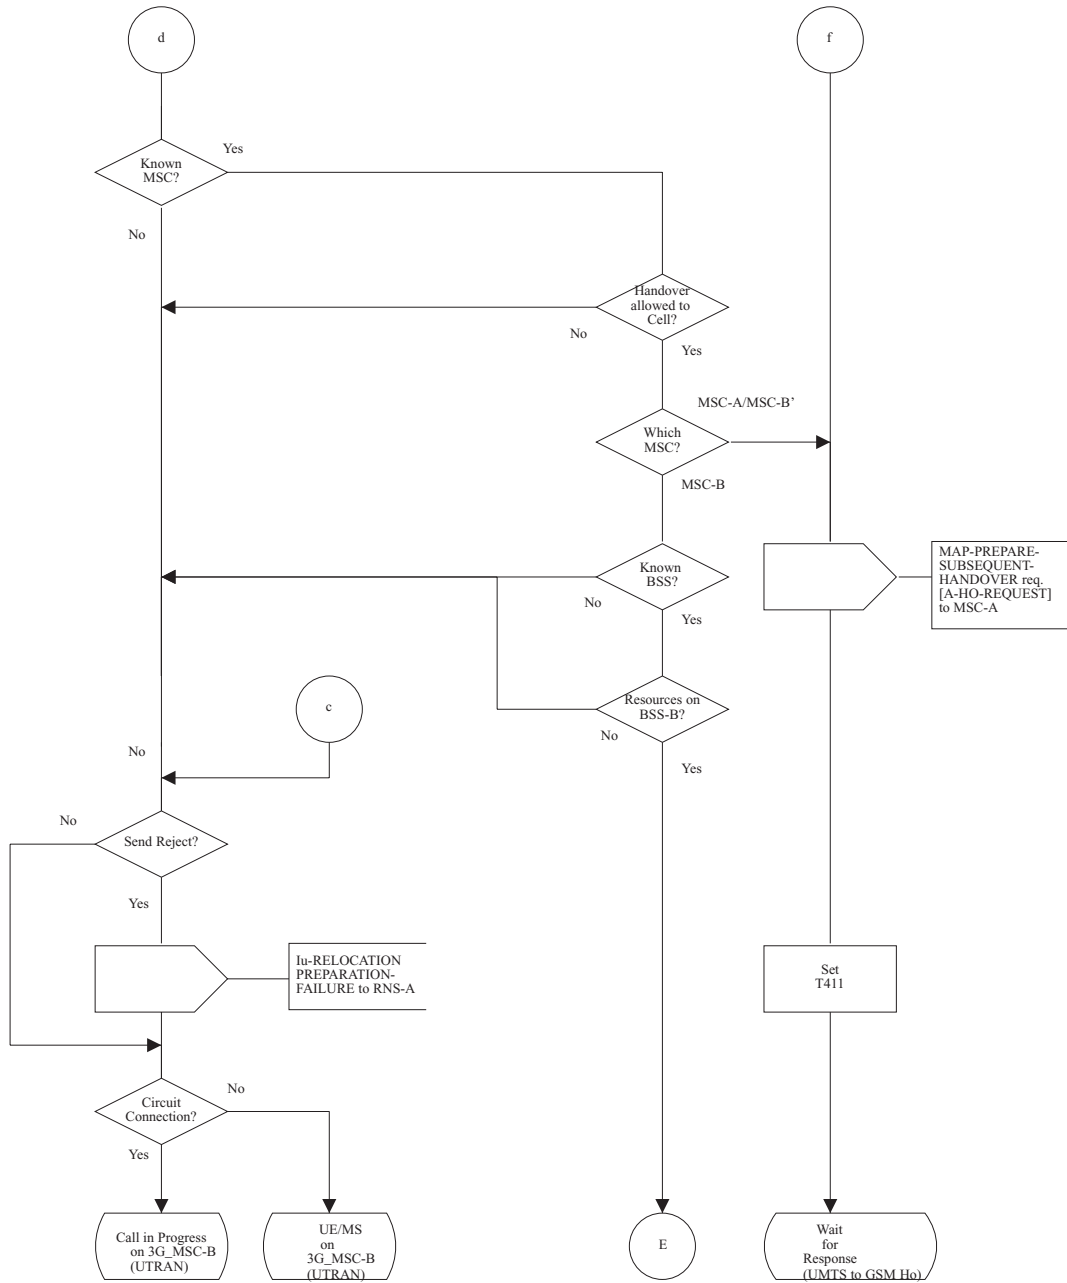 d
f
Yes
Known
MSC?
No
Handover
allowed to
Cell?
No
Yes
MSC-A/MSC-B’
Which
MSC?
MSC-B
Known
BSS?
No
Yes
MAP-PREPARE-
SUBSEQUENT-
HANDOVER req.
[A-HO-REQUEST]
to MSC-A
c
Resources on
BSS-B?
No
Yes
No
No
Send Reject?
Yes
Iu-RELOCATION
PREPARATION-
FAILURE to RNS-A
Set
T411
No
Circuit
Connection?
Yes
Call in Progress
on 3G_MSC-B
(UTRAN)
UE/MS
on
3G_MSC-B
(UTRAN)
E
Wait
for
Response
(UMTS to GSM Ho)